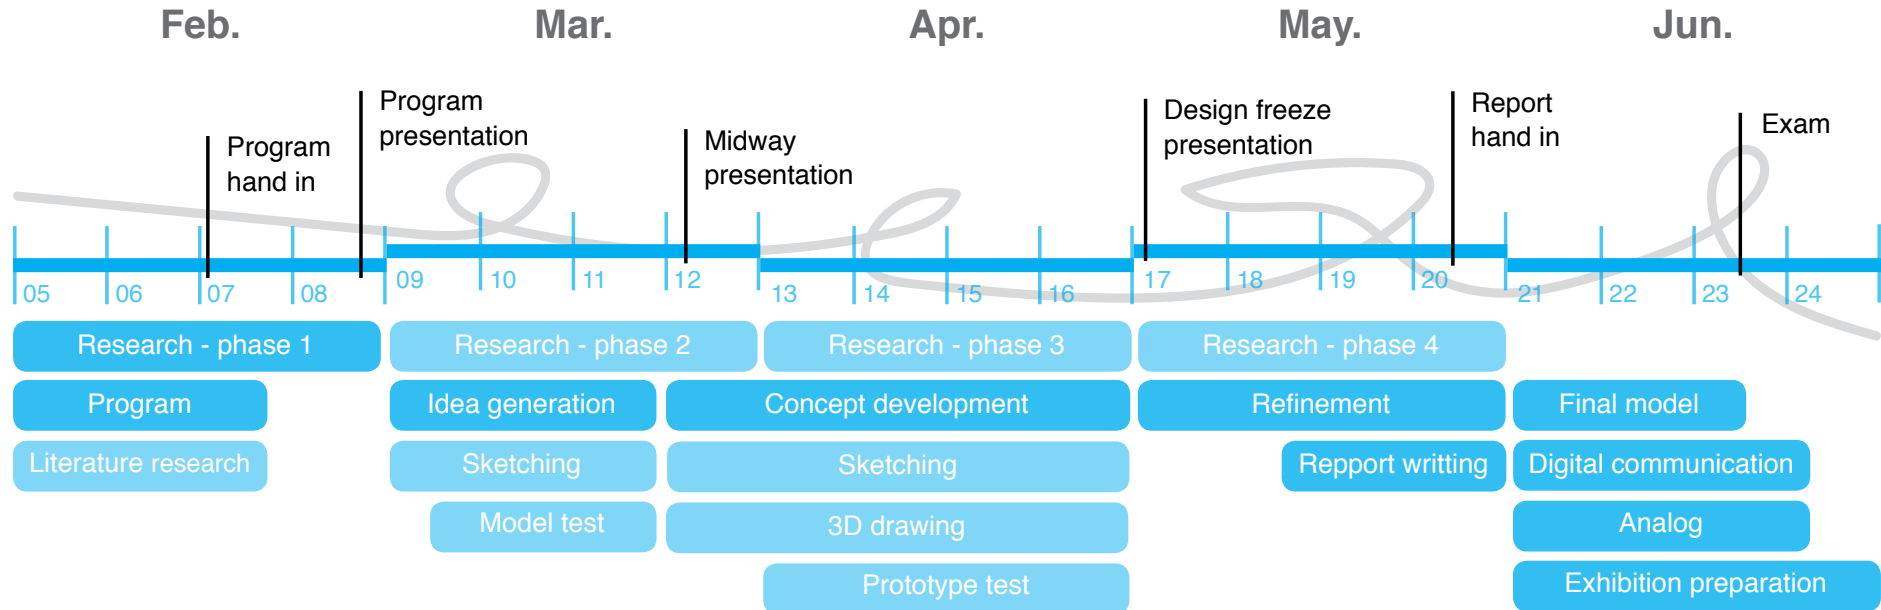 Feb. Mar. Apr. May. Jun.
Program
hand in
Program
presentation
Midway
presentation
Design freeze
presentation
Report
hand in
Exam
05 06 07 08 09 10 11 12 13 14 15 16 17 18 19 20 21 22 23 24
Research - phase 1 Research - phase 2 Research - phase 3 Research - phase 4
Program Idea generation Concept development Refinement Final model
Literature research Sketching Sketching Repport writting Digital communication
Model test 3D drawing Analog
Prototype test Exhibition preparation